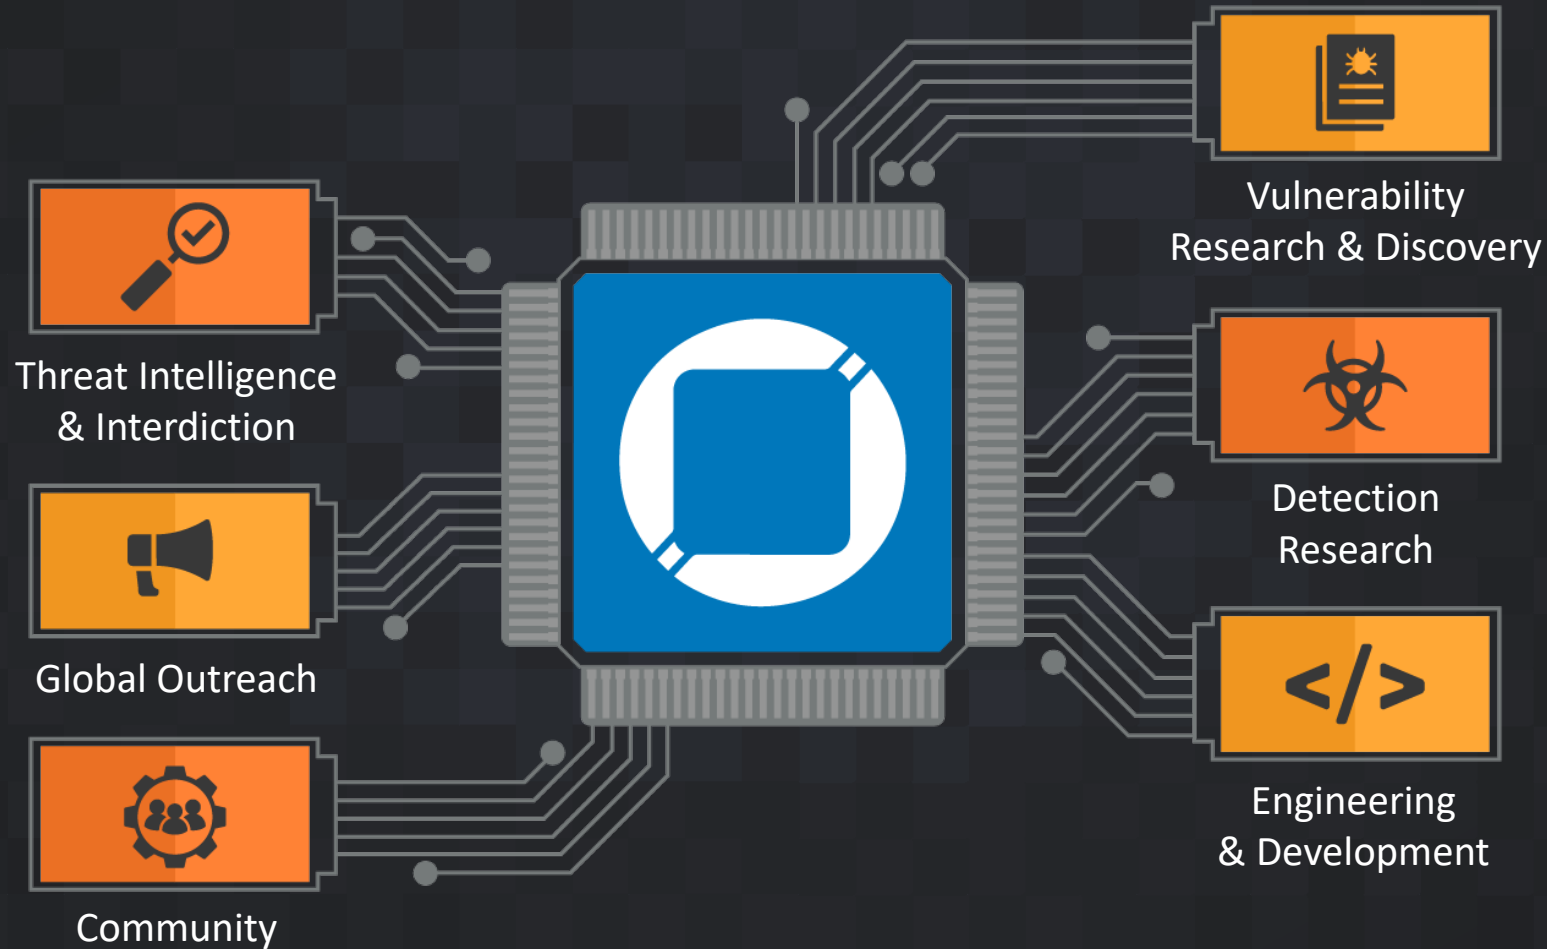 Threat Intelligence
& Interdiction
Global Outreach
Community
Vulnerability
Research & Discovery
Detection
Research
</>
Engineering
& Development